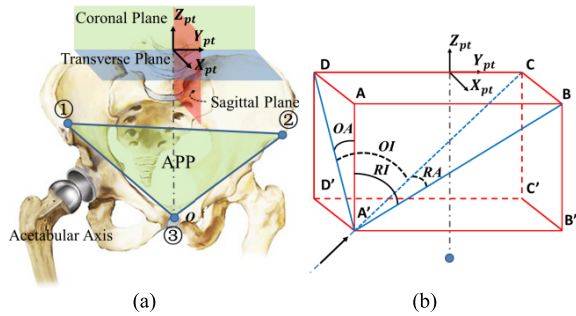 Coronal Plane
Z_pt
Y_pt
Transverse Plane
X_pt
Sagittal Plane
①
②
APP
O
③
Acetabular Axis
(a)
Z_pt
Y_pt
X_pt
D
C
A
B
OA
OI
RI
RA
D'
C'
A'
B'
(b)